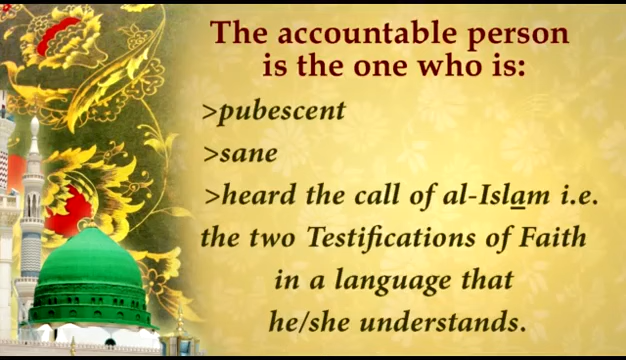 The accountable person
is the one who is:
>pubescent
>sane
>heard the call of al-Islam i.e.
the two Testifications of Faith
in a language that
he/she understands.